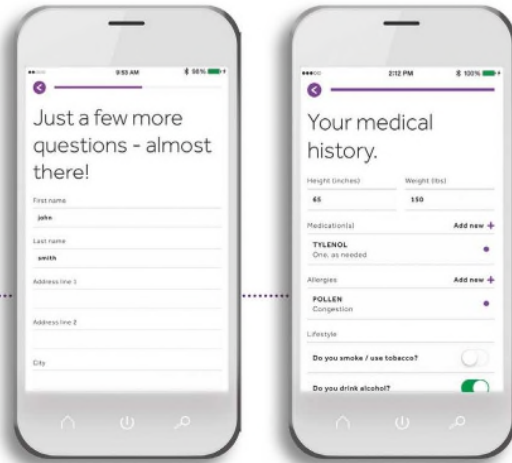 9:53 AM
98%
Just a few more
questions - almost
there!
First name
john
Last name
smith
Address line 1
Address line 2
City
2:12 PM
100%
Your medical
history.
Height (inches)
Weight (lbs)
65
150
Medication(s)
Add new +
TYLENOL
One, as needed
Allergies
Add new +
POLLEN
Congestion
Lifestyle
Do you smoke / use tobacco?
Do you drink alcohol?